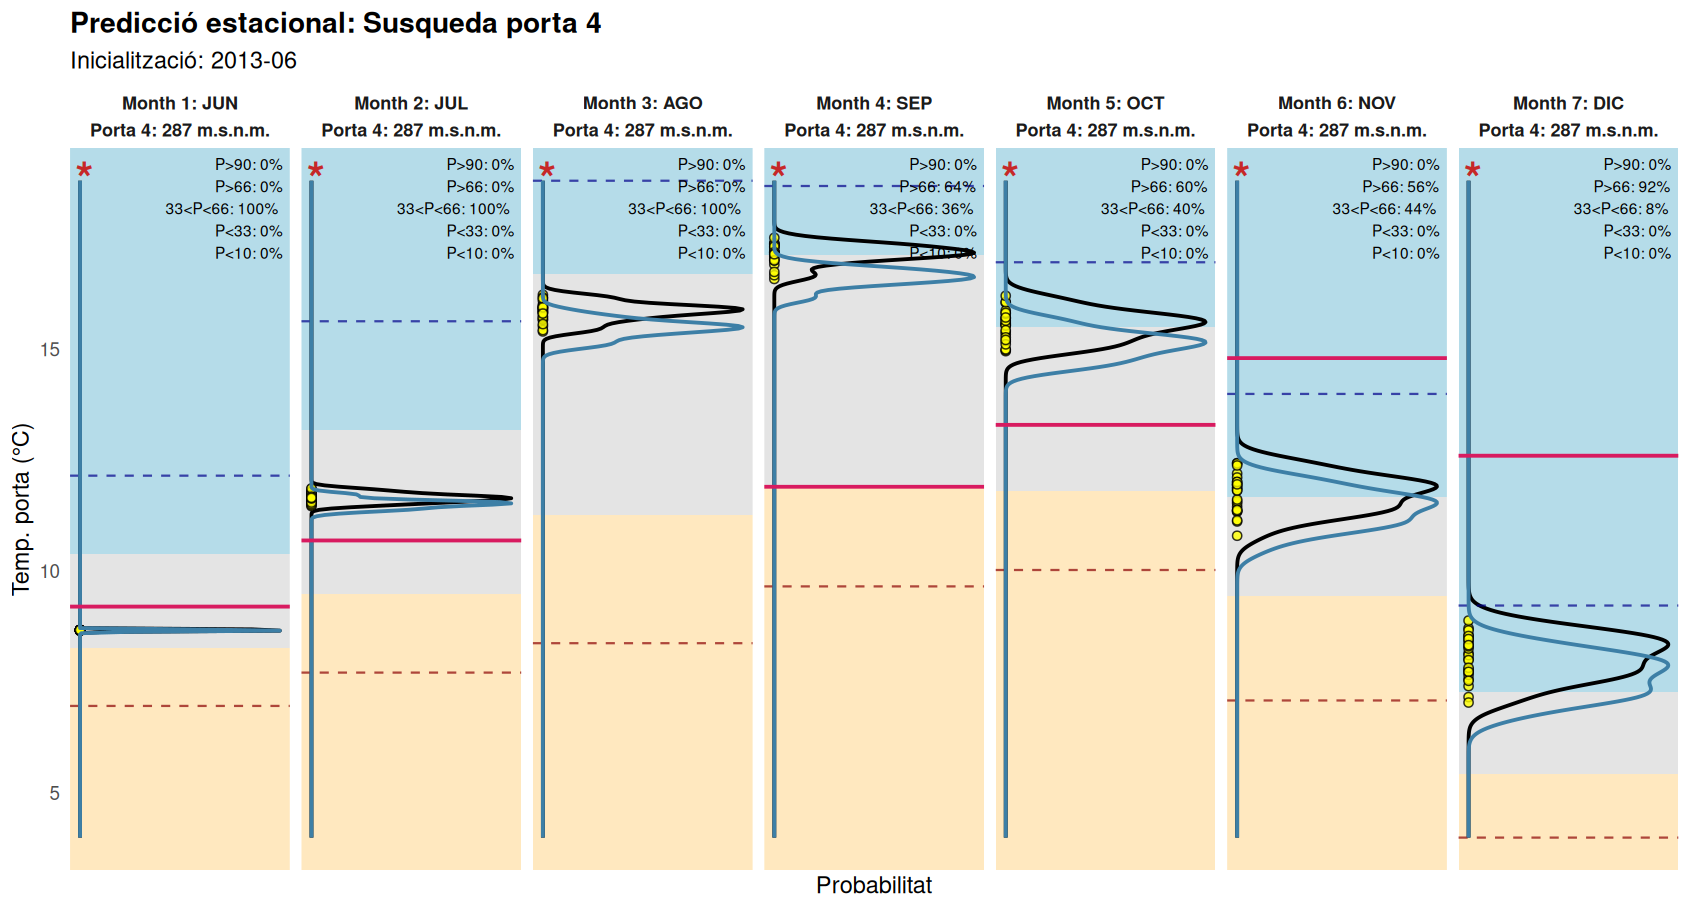 Predicció estacional: Susqueda porta 4
Inicialització: 2013-06
Month 1: JUN
Porta 4: 287 m.s.n.m.
Month 2: JUL
Porta 4: 287 m.s.n.m.
Month 3: AGO
Porta 4: 287 m.s.n.m.
Month 4: SEP
Porta 4: 287 m.s.n.m.
Month 5: OCT
Porta 4: 287 m.s.n.m.
Month 6: NOV
Porta 4: 287 m.s.n.m.
Month 7: DIC
Porta 4: 287 m.s.n.m.
*
P>90: 0%
P>66: 0%
33<P<66: 100%
P<33: 0%
P<10: 0%
*
P>90: 0%
P>66: 0%
33<P<66: 100%
P<33: 0%
P<10: 0%
*
P>90: 0%
P>66: 0%
33<P<66: 100%
P<33: 0%
P<10: 0%
*
P>90: 0%
P>66: 64%
33<P<66: 36%
P<33: 0%
P<10: 0%
*
P>90: 0%
P>66: 60%
33<P<66: 40%
P<33: 0%
P<10: 0%
*
P>90: 0%
P>66: 56%
33<P<66: 44%
P<33: 0%
P<10: 0%
*
P>90: 0%
P>66: 92%
33<P<66: 8%
P<33: 0%
P<10: 0%
15
10
5
Temp. porta (°C)
Probabilitat